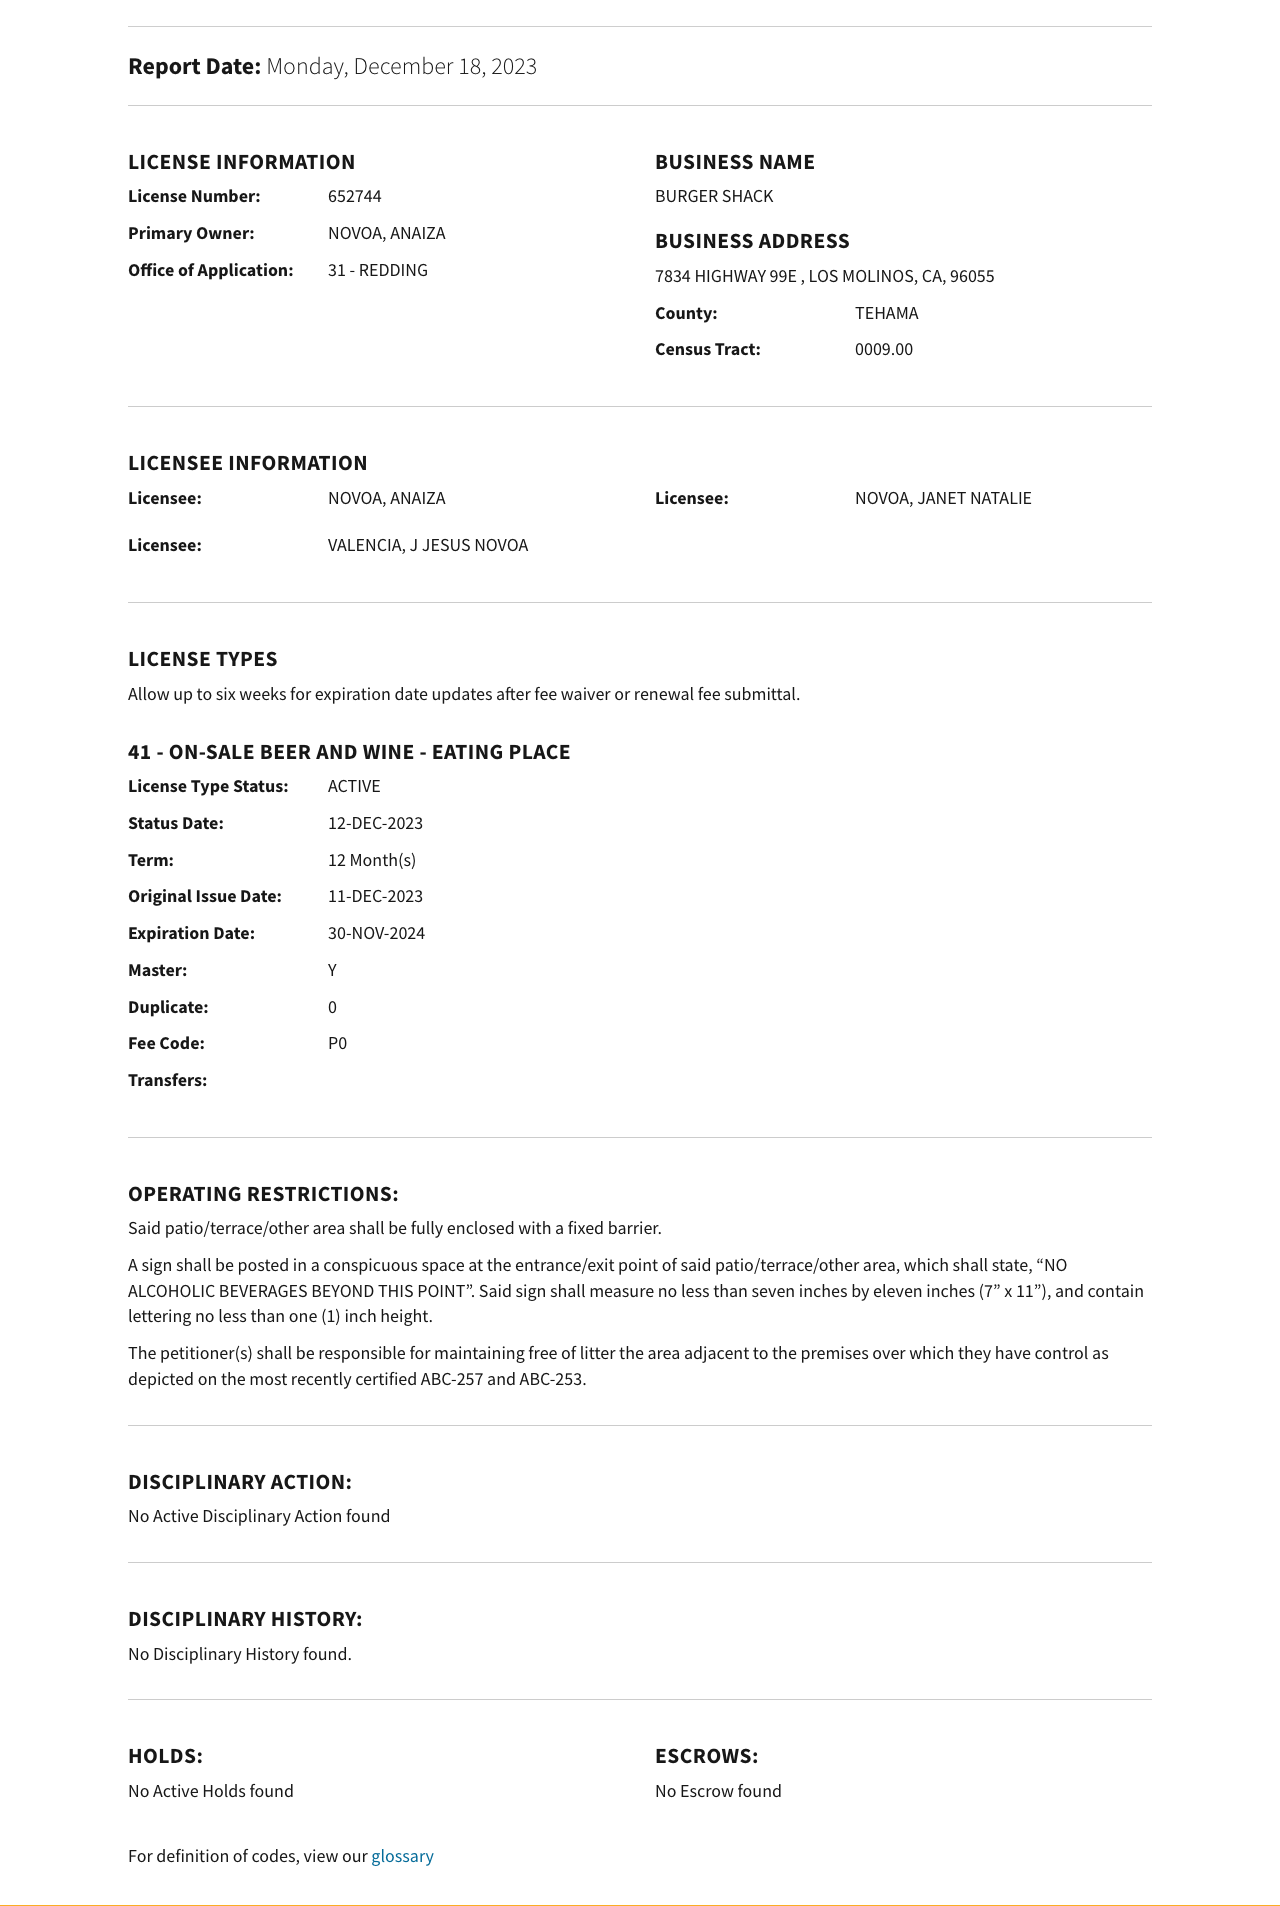 Report Date: Monday, December 18, 2023
LICENSE INFORMATION
License Number: 652744
Primary Owner: NOVOA, ANAIZA
Office of Application: 31 - REDDING
BUSINESS NAME
BURGER SHACK
BUSINESS ADDRESS
7834 HIGHWAY 99E , LOS MOLINOS, CA, 96055
County: TEHAMA
Census Tract: 0009.00
LICENSEE INFORMATION
Licensee: NOVOA, ANAIZA
Licensee: NOVOA, JANET NATALIE
Licensee: VALENCIA, J JESUS NOVOA
LICENSE TYPES
Allow up to six weeks for expiration date updates after fee waiver or renewal fee submittal.
41 - ON-SALE BEER AND WINE - EATING PLACE
License Type Status: ACTIVE
Status Date: 12-DEC-2023
Term: 12 Month(s)
Original Issue Date: 11-DEC-2023
Expiration Date: 30-NOV-2024
Master: Y
Duplicate: 0
Fee Code: P0
Transfers:
OPERATING RESTRICTIONS:
Said patio/terrace/other area shall be fully enclosed with a fixed barrier.
A sign shall be posted in a conspicuous space at the entrance/exit point of said patio/terrace/other area, which shall state, “NO
ALCOHOLIC BEVERAGES BEYOND THIS POINT”. Said sign shall measure no less than seven inches by eleven inches (7” x 11”), and contain
lettering no less than one (1) inch height.
The petitioner(s) shall be responsible for maintaining free of litter the area adjacent to the premises over which they have control as
depicted on the most recently certified ABC-257 and ABC-253.
DISCIPLINARY ACTION:
No Active Disciplinary Action found
DISCIPLINARY HISTORY:
No Disciplinary History found.
HOLDS:
No Active Holds found
ESCROWS:
No Escrow found
For definition of codes, view our glossary